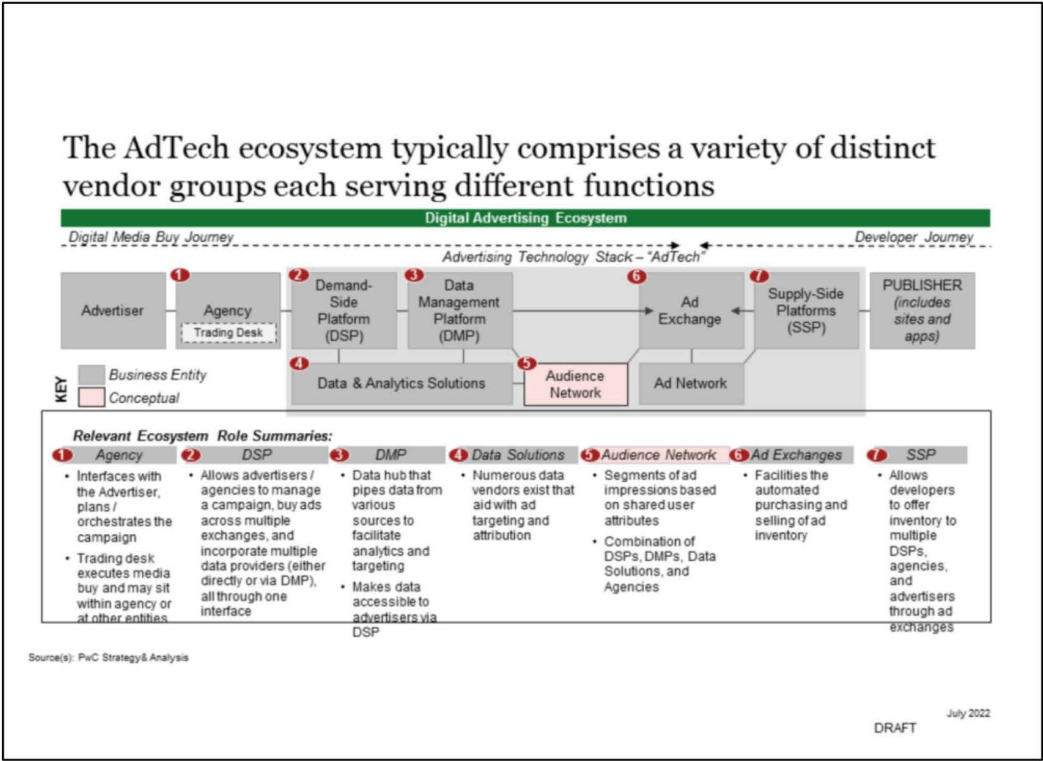 The AdTech ecosystem typically comprises a variety of distinct
vendor groups each serving different functions
Digital Advertising Ecosystem
Digital Media Buy Journey
Developer Journey
Advertising Technology Stack – "AdTech"
Advertiser
1
Agency
Trading Desk
2
Demand-
Side
Platform
(DSP)
3
Data
Management
Platform
(DMP)
6
Ad
Exchange
7
Supply-Side
Platforms
(SSP)
PUBLISHER
(includes
sites and
apps)
4
Data & Analytics Solutions
5
Audience
Network
Ad Network
KEY
Business Entity
Conceptual
Relevant Ecosystem Role Summaries:
1 Agency
• Interfaces with
the Advertiser,
plans /
orchestrates the
campaign
• Trading desk
executes media
buy and may sit
within agency or
at other entities
2 DSP
• Allows advertisers /
agencies to manage
a campaign, buy ads
across multiple
exchanges, and
incorporate multiple
data providers (either
directly or via DMP),
all through one
interface
3 DMP
• Data hub that
pipes data from
various
sources to
facilitate
analytics and
targeting
• Makes data
accessible to
advertisers via
DSP
4 Data Solutions
• Numerous data
vendors exist that
aid with ad
targeting and
attribution
5 Audience Network
• Segments of ad
impressions based
on shared user
attributes
• Combination of
DSPs, DMPs, Data
Solutions, and
Agencies
6 Ad Exchanges
• Facilities the
automated
purchasing and
selling of ad
inventory
7 SSP
• Allows
developers
to offer
inventory to
multiple
DSPs,
agencies,
and
advertisers
through ad
exchanges
Source(s): PwC Strategy& Analysis
July 2022
DRAFT